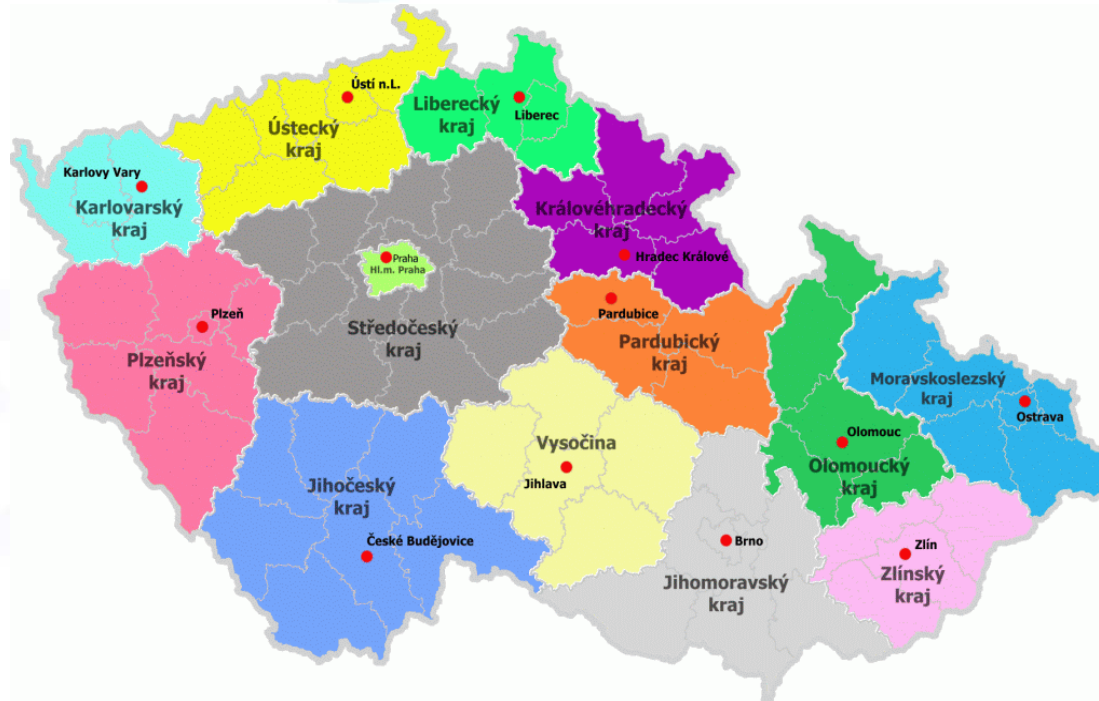 Ústí n.L.
Ústecký
kraj
Liberecký
kraj
Liberec
Karlovy Vary
Karlovarský
kraj
Královéhradecký
kraj
Hradec Králové
Praha
Hl.m. Praha
Plzeň
Plzeňský
kraj
Středočeský
kraj
Pardubice
Pardubický
kraj
Moravskoslezský
kraj
Ostrava
Olomouc
Olomoucký
kraj
Vysočina
Jihlava
Jihočeský
kraj
České Budějovice
Brno
Jihomoravský
kraj
Zlín
Zlínský
kraj